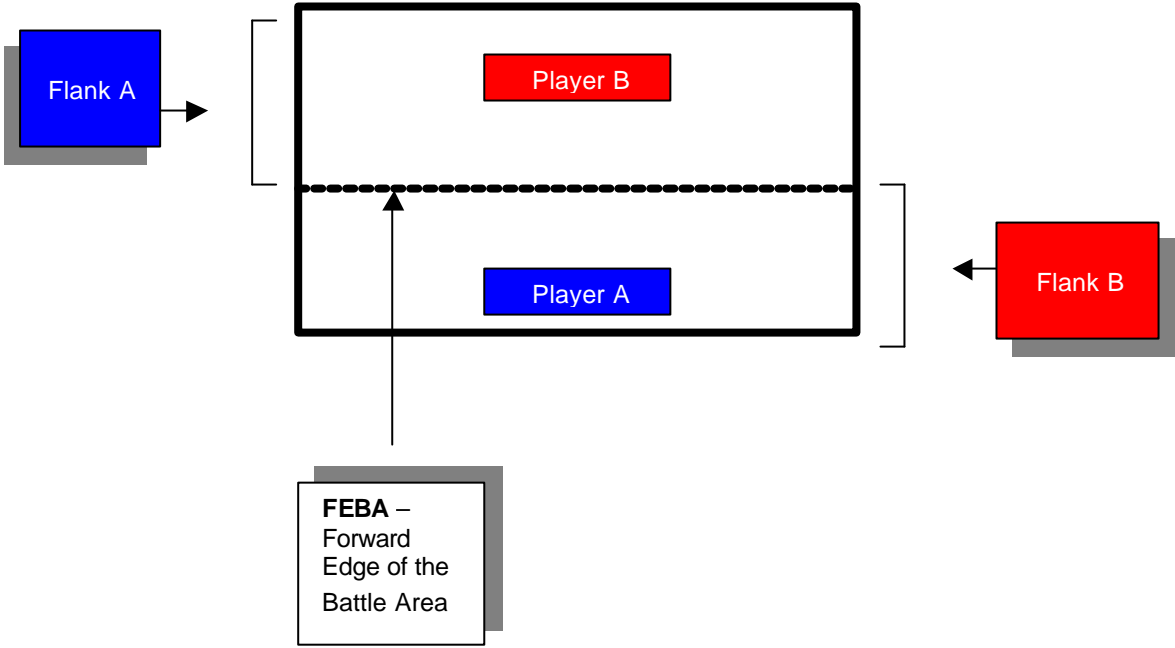 Flank A
Player B
Player A
Flank B
FEBA –
Forward
Edge of the
Battle Area